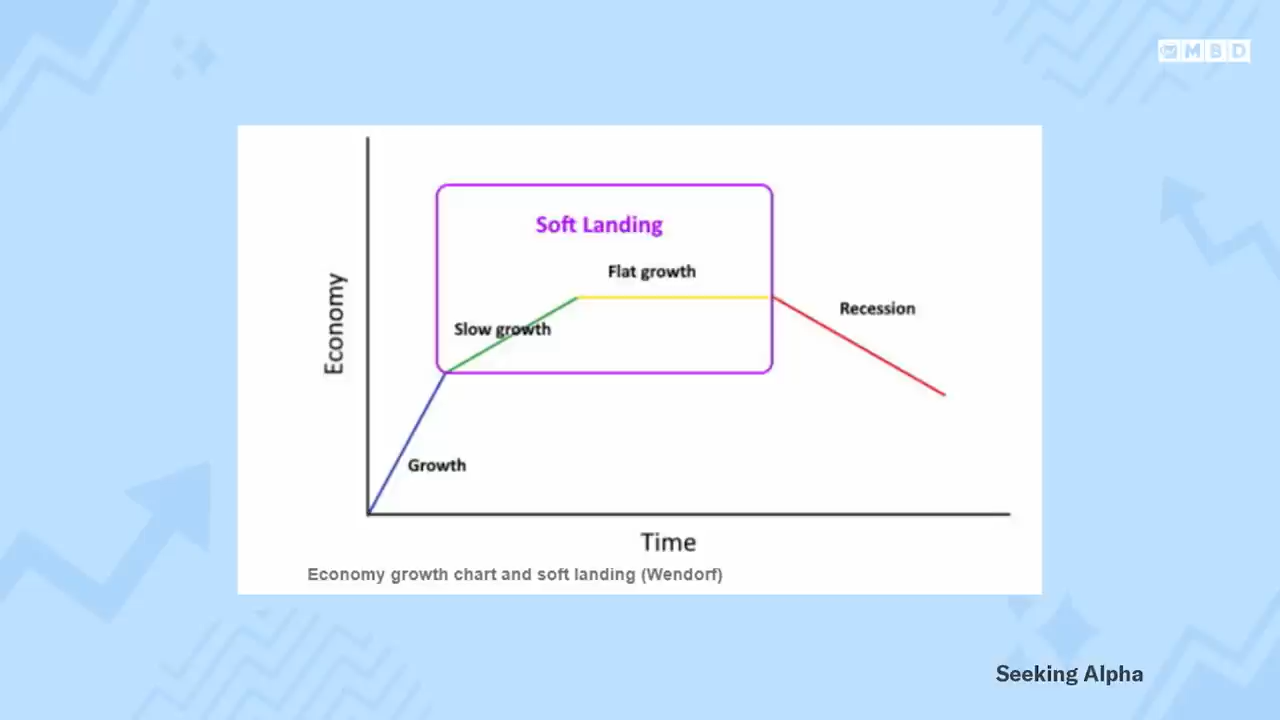 MBD
Soft Landing
Flat growth
Recession
Slow growth
Economy
Growth
Time
Economy growth chart and soft landing (Wendorf)
Seeking Alpha